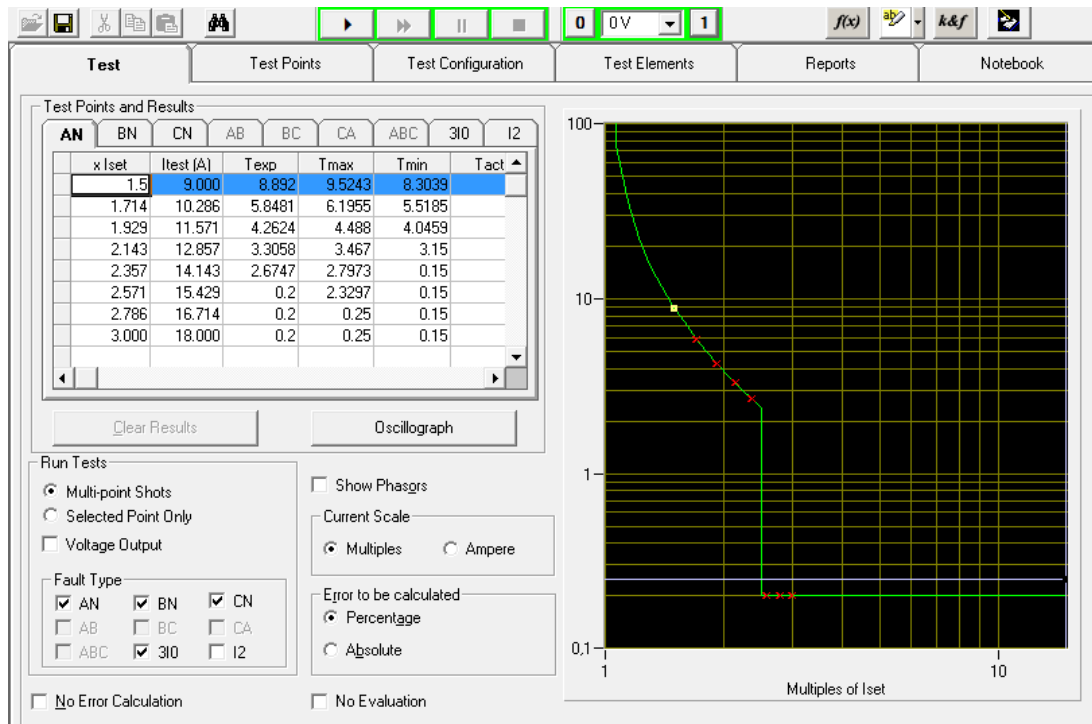 0 0 V 1 f(x) ab k&f
Test Test Points Test Configuration Test Elements Reports Notebook
Test Points and Results
AN BN CN AB BC CA ABC 3I0 I2
x Iset Itest (A) Texp Tmax Tmin Tact
1.5 9.000 8.892 9.5243 8.3039
1.714 10.286 5.8481 6.1955 5.5185
1.929 11.571 4.2624 4.488 4.0459
2.143 12.857 3.3058 3.467 3.15
2.357 14.143 2.6747 2.7973 0.15
2.571 15.429 0.2 2.3297 0.15
2.786 16.714 0.2 0.25 0.15
3.000 18.000 0.2 0.25 0.15
Clear Results Oscillograph
Run Tests
Multi-point Shots
Selected Point Only
Voltage Output
Fault Type
AN BN CN
AB BC CA
ABC 3I0 I2
No Error Calculation
Show Phasors
Current Scale
Multiples Ampere
Error to be calculated
Percentage
Absolute
No Evaluation
100
10
1
0,1
1 10
Multiples of Iset